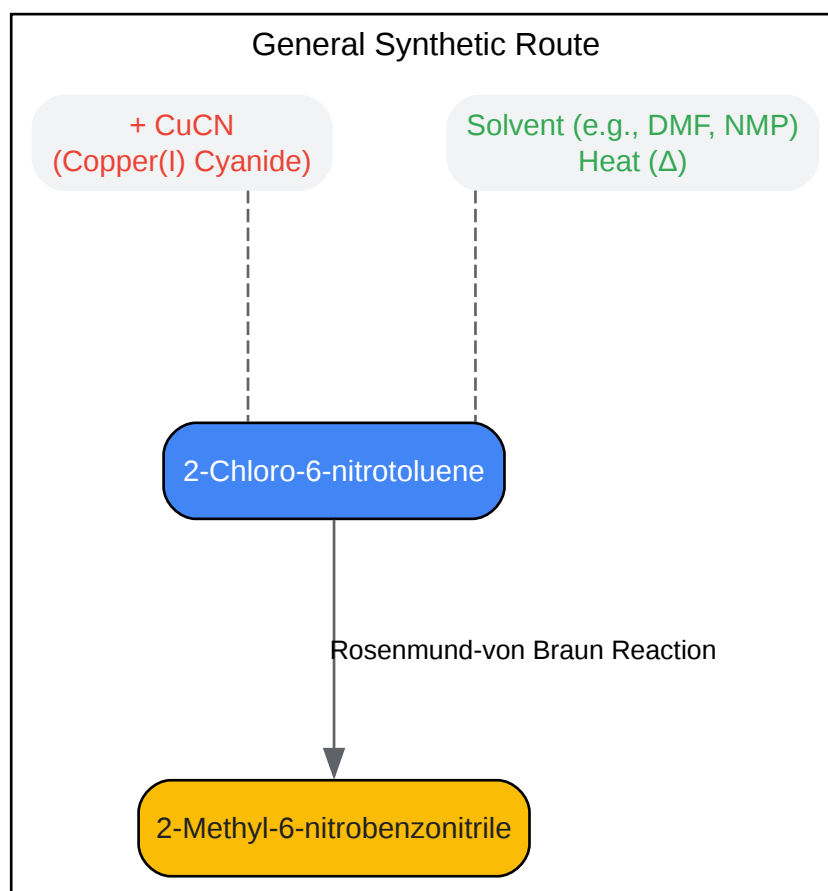 General Synthetic Route
+ CuCN
(Copper(I) Cyanide)
Solvent (e.g., DMF, NMP)
Heat (Δ)
2-Chloro-6-nitrotoluene
Rosenmund-von Braun Reaction
2-Methyl-6-nitrobenzonitrile